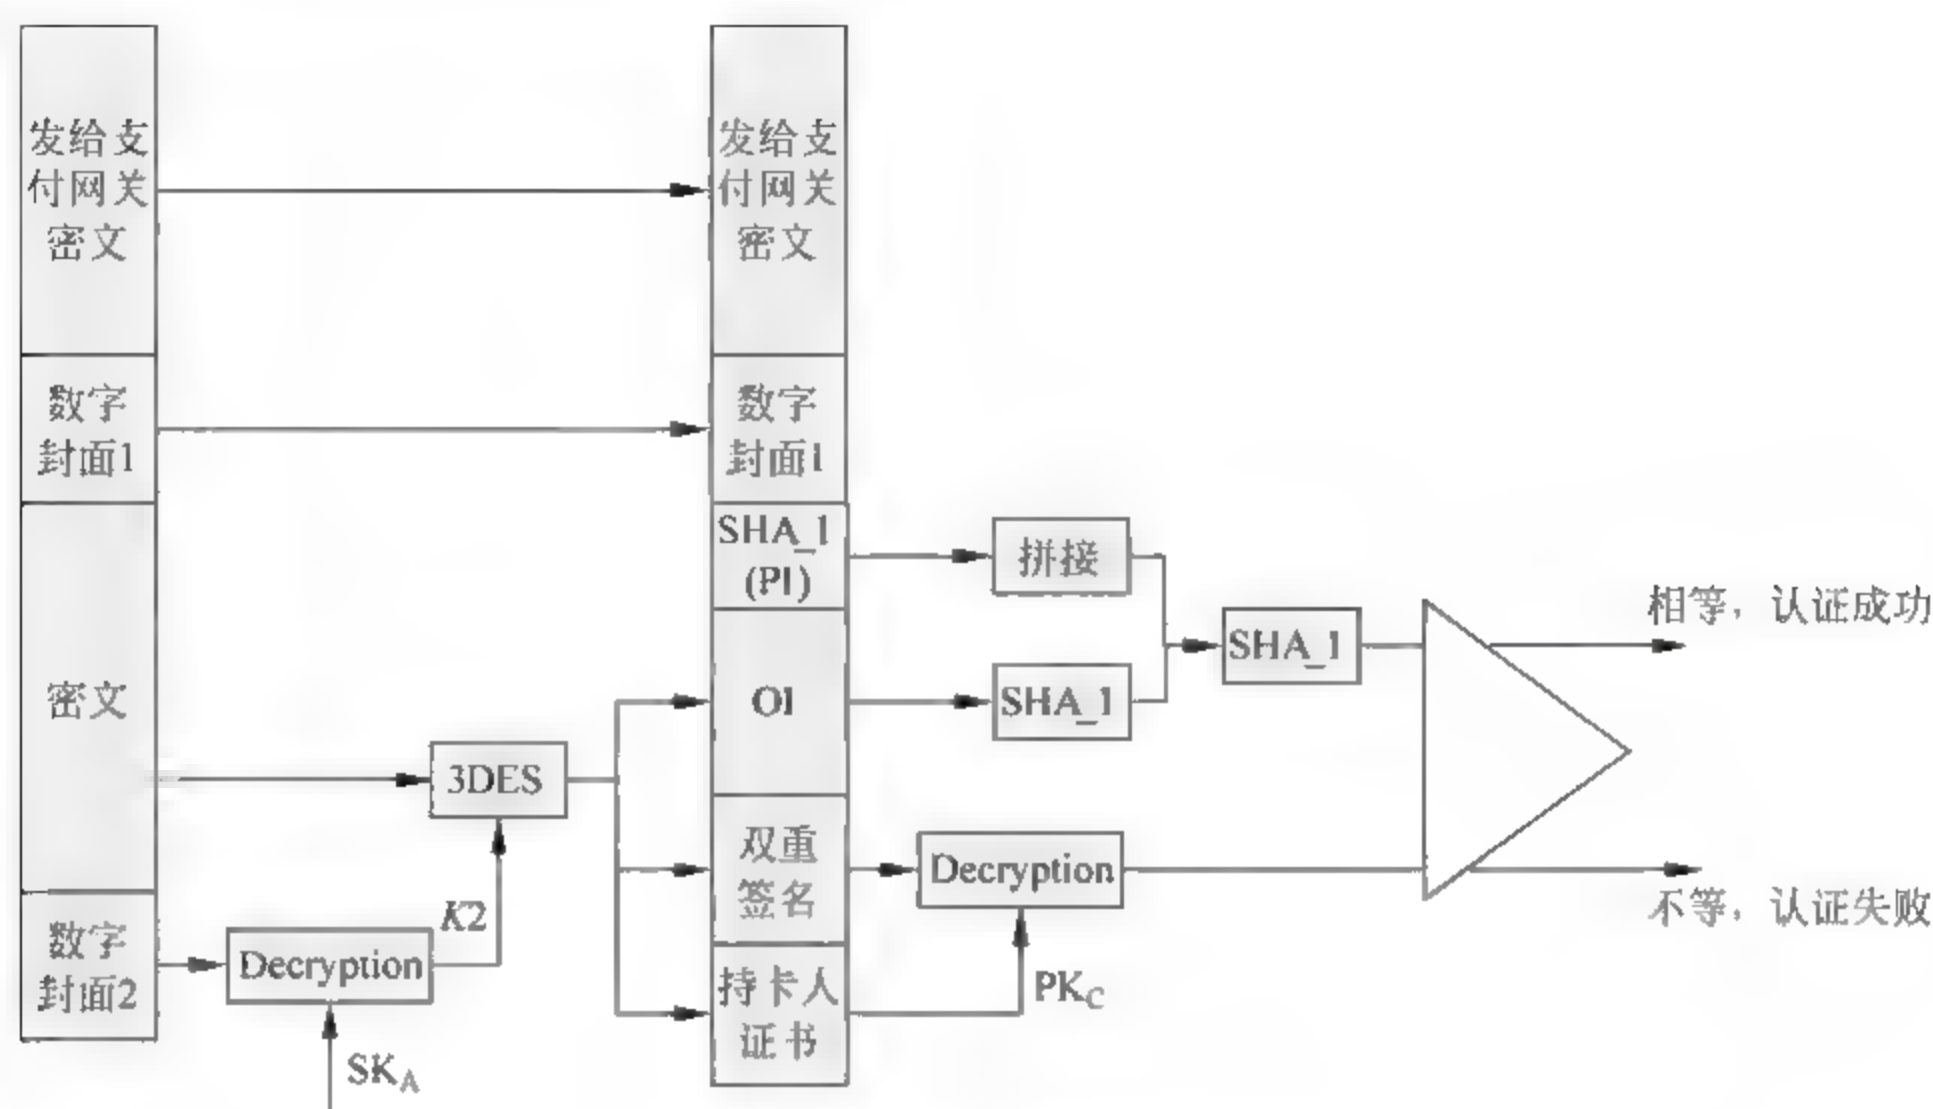 发给支
付网关
密文
数字
封面1
密文
数字
封面2
Decryption
SK_A
K2
3DES
发给支
付网关
密文
数字
封面1
SHA_1
(PI)
OI
双重
签名
持卡人
证书
拼接
SHA_1
Decryption
PK_C
SHA_1
相等，认证成功
不等，认证失败